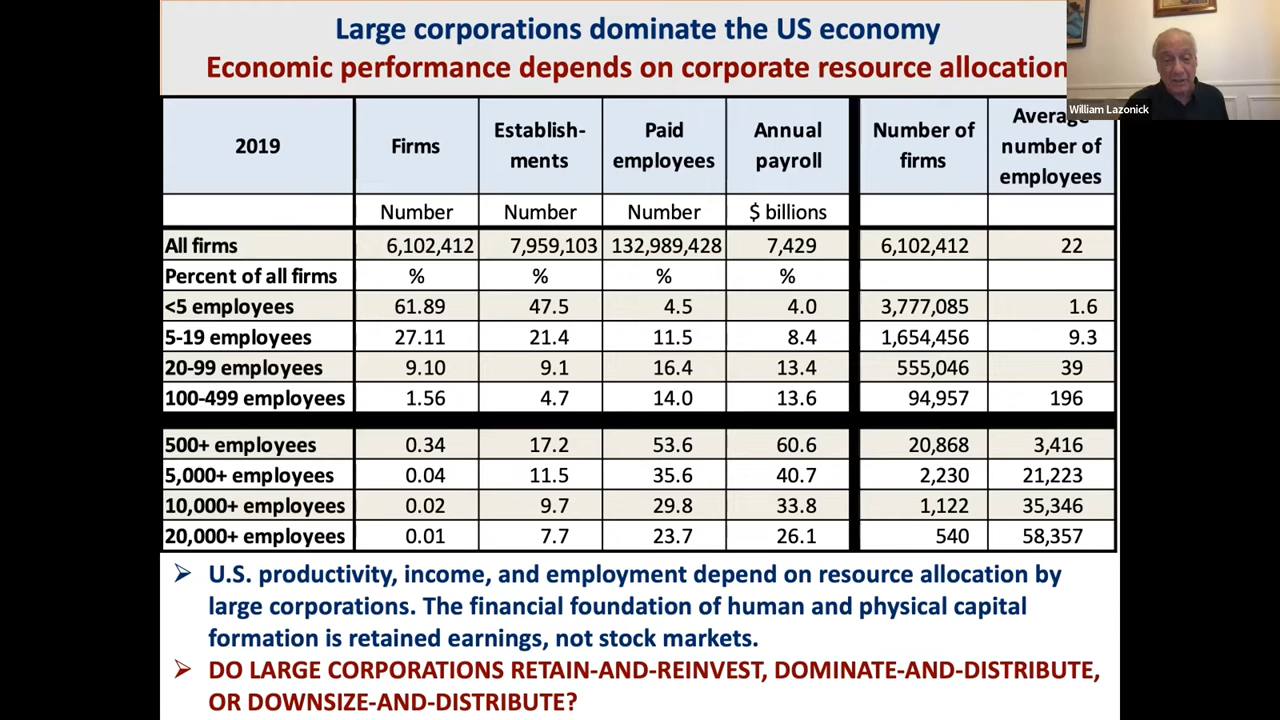 Large corporations dominate the US economy
Economic performance depends on corporate resource allocation
William Lazonick
2019 Firms Establish-ments Paid employees Annual payroll Number of firms Average number of employees
Number Number Number $ billions
All firms 6,102,412 7,959,103 132,989,428 7,429 6,102,412 22
Percent of all firms % % % %
<5 employees 61.89 47.5 4.5 4.0 3,777,085 1.6
5-19 employees 27.11 21.4 11.5 8.4 1,654,456 9.3
20-99 employees 9.10 9.1 16.4 13.4 555,046 39
100-499 employees 1.56 4.7 14.0 13.6 94,957 196
500+ employees 0.34 17.2 53.6 60.6 20,868 3,416
5,000+ employees 0.04 11.5 35.6 40.7 2,230 21,223
10,000+ employees 0.02 9.7 29.8 33.8 1,122 35,346
20,000+ employees 0.01 7.7 23.7 26.1 540 58,357
➢ U.S. productivity, income, and employment depend on resource allocation by
large corporations. The financial foundation of human and physical capital
formation is retained earnings, not stock markets.
➢ DO LARGE CORPORATIONS RETAIN-AND-REINVEST, DOMINATE-AND-DISTRIBUTE,
OR DOWNSIZE-AND-DISTRIBUTE?